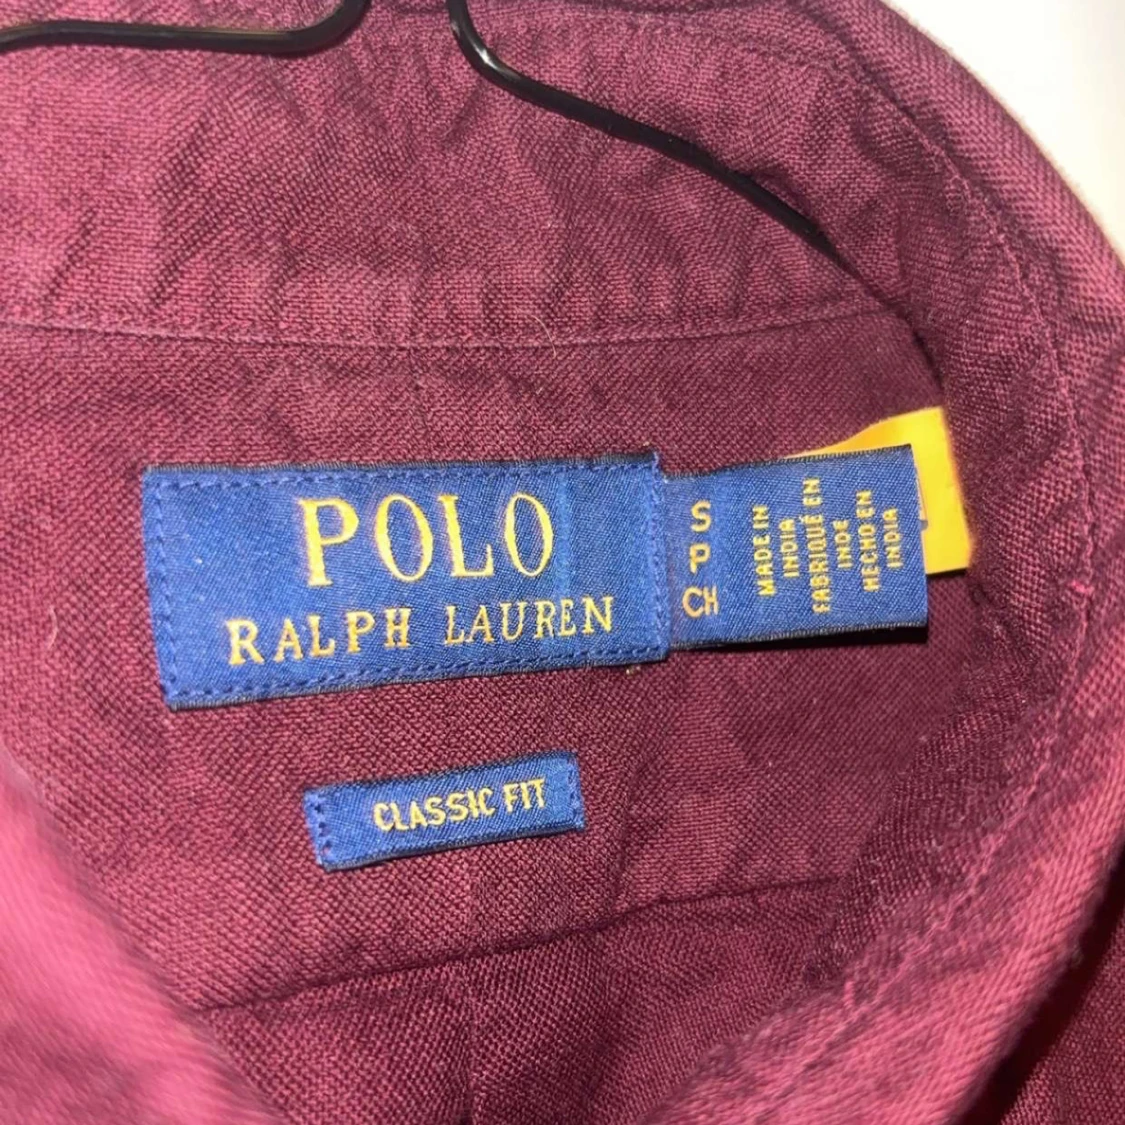 POLO
RALPH LAUREN
S
P
CH
MADE IN
INDIA
FABRIQUÉ EN
INDE
HECHO EN
INDIA
CLASSIC FIT